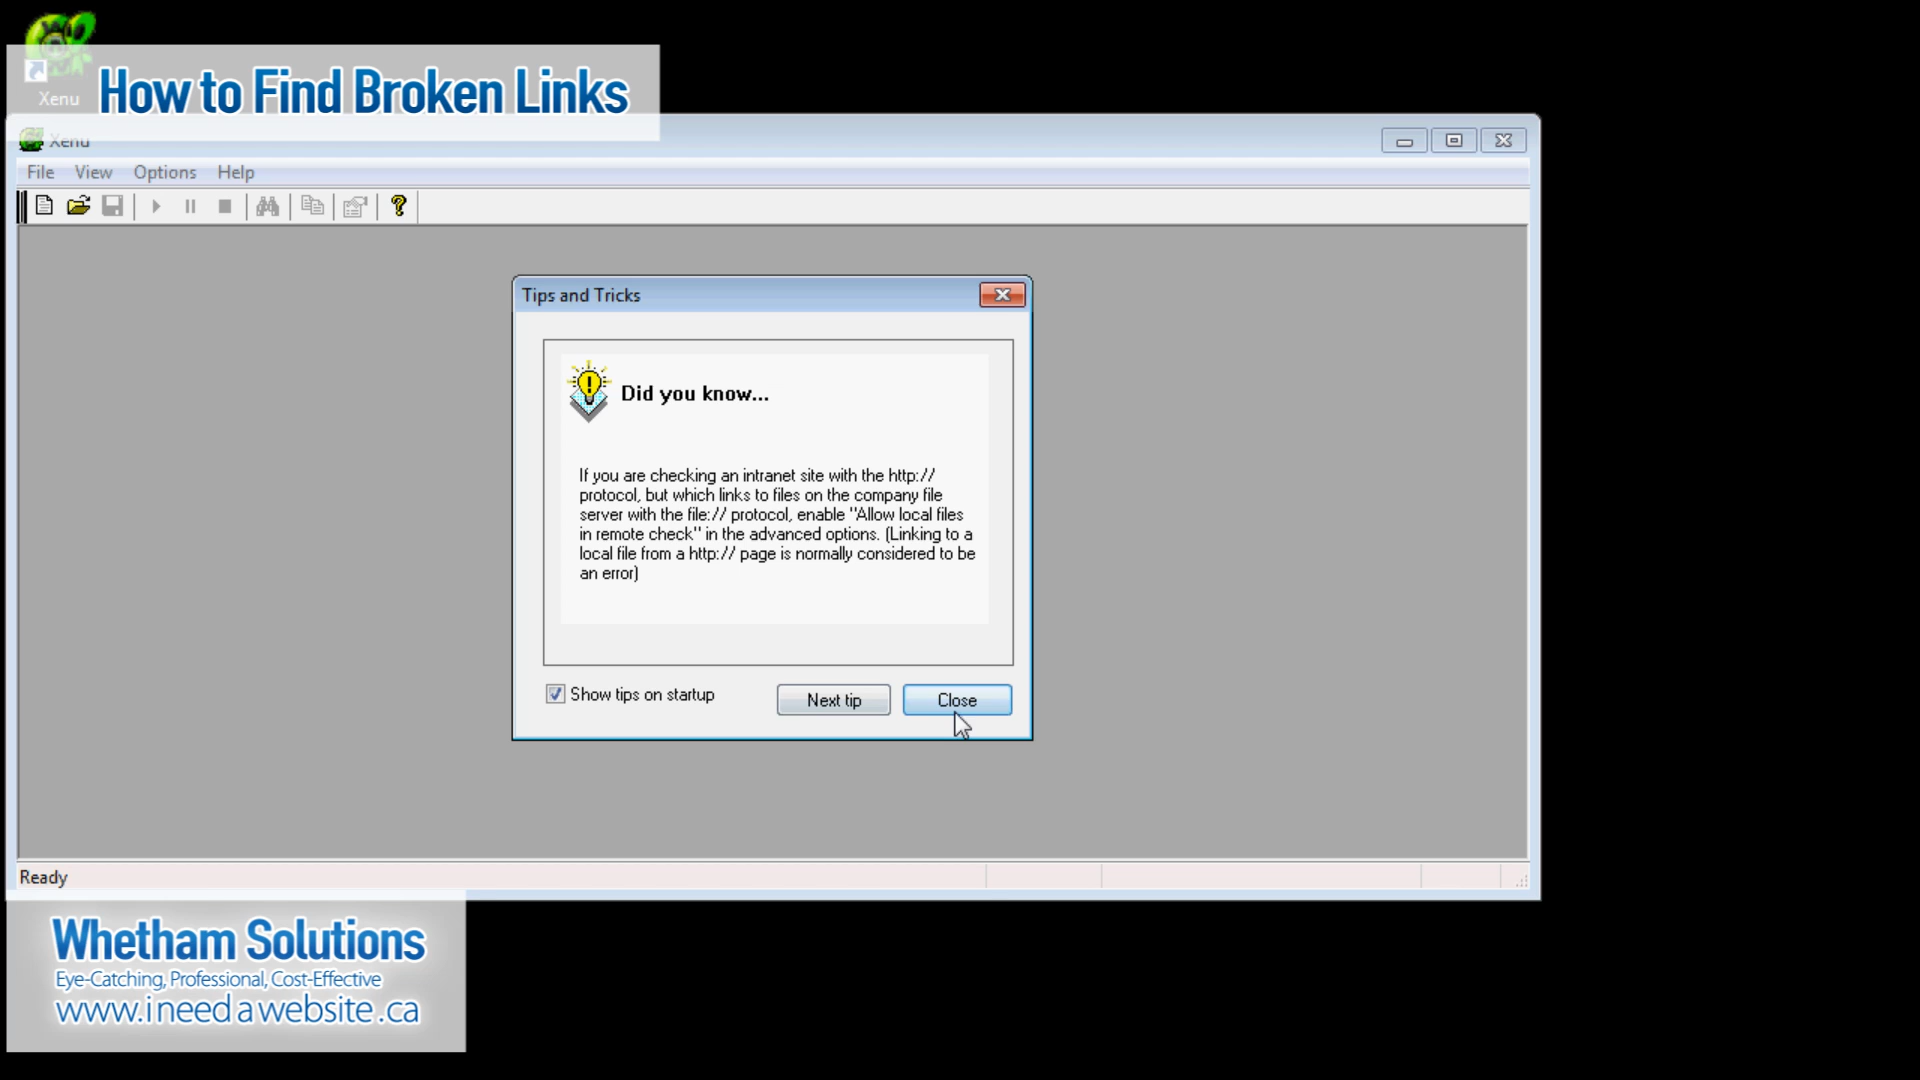 Xenu
How to Find Broken Links
Xenu
File View Options Help
Tips and Tricks
Did you know...
If you are checking an intranet site with the http://
protocol, but which links to files on the company file
server with the file:// protocol, enable "Allow local files
in remote check" in the advanced options. (Linking to a
local file from a http:// page is normally considered to be
an error)
Show tips on startup
Next tip
Close
Ready
Whetham Solutions
Eye-Catching, Professional, Cost-Effective
www.ineedawebsite.ca